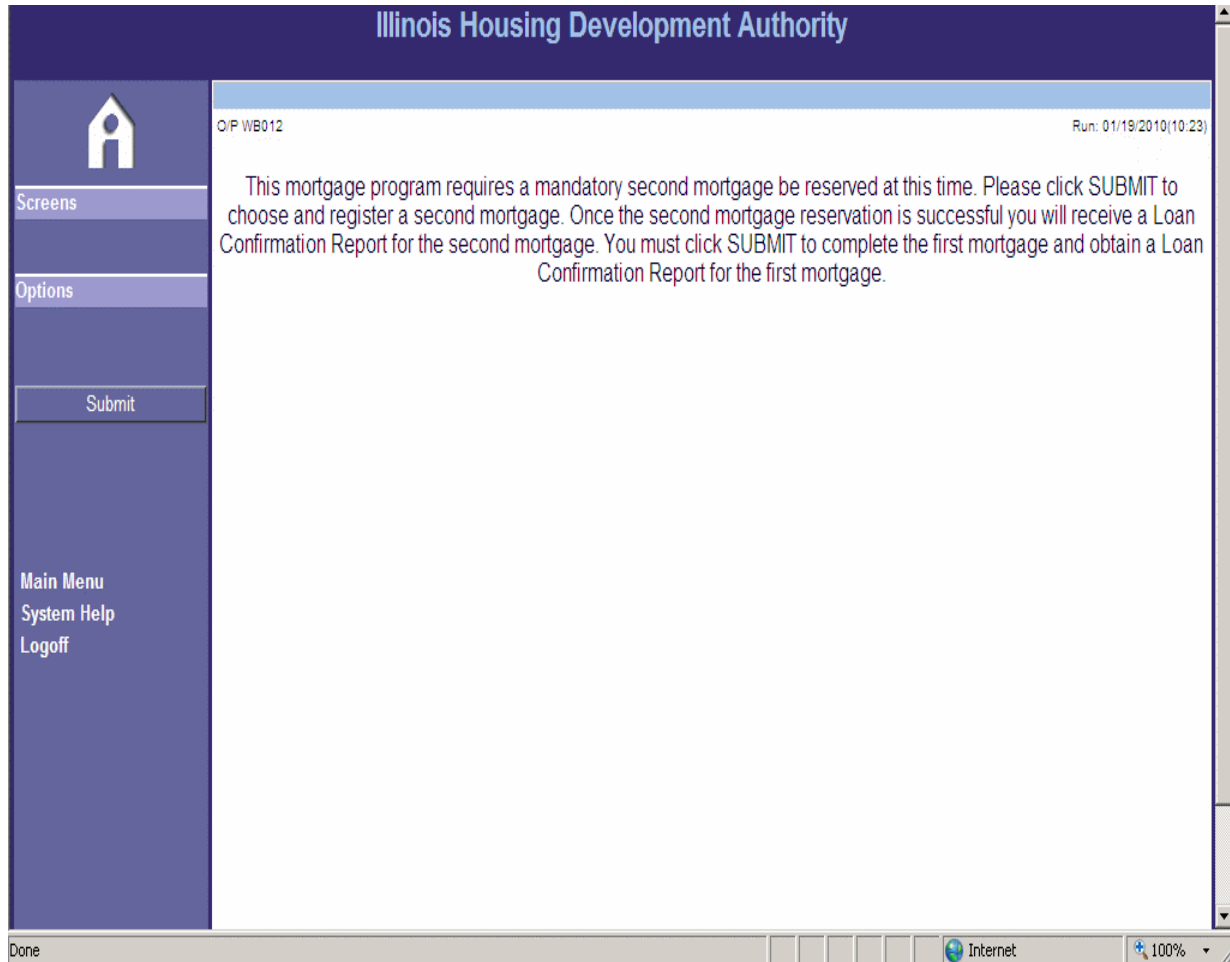 Illinois Housing Development Authority
O/P WB012
Run: 01/19/2010(10:23)
This mortgage program requires a mandatory second mortgage be reserved at this time. Please click SUBMIT to
choose and register a second mortgage. Once the second mortgage reservation is successful you will receive a Loan
Confirmation Report for the second mortgage. You must click SUBMIT to complete the first mortgage and obtain a Loan
Confirmation Report for the first mortgage.
Screens
Options
Submit
Main Menu
System Help
Logoff
Done
Internet
100%